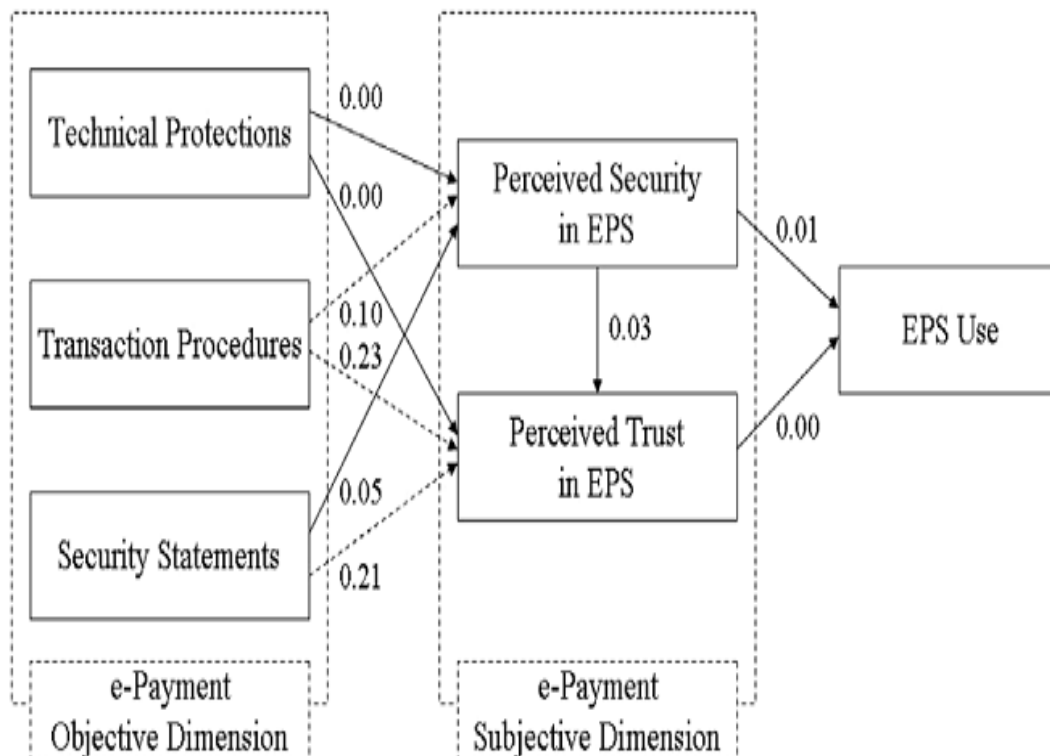 0.00
Technical Protections
0.00
Perceived Security
in EPS
0.01
0.10
Transaction Procedures
0.23
0.03
EPS Use
Perceived Trust
in EPS
0.00
0.05
Security Statements
0.21
e-Payment
Objective Dimension
e-Payment
Subjective Dimension